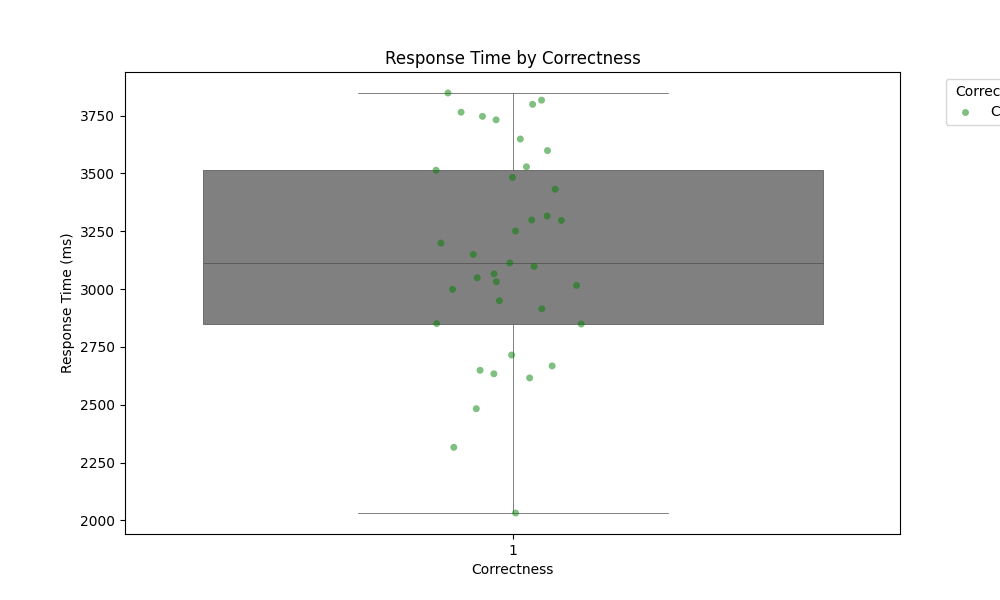 Response Time by Correctness
Correc
C
3750
3500
3250
3000
2750
2500
2250
2000
Response Time (ms)
1
Correctness